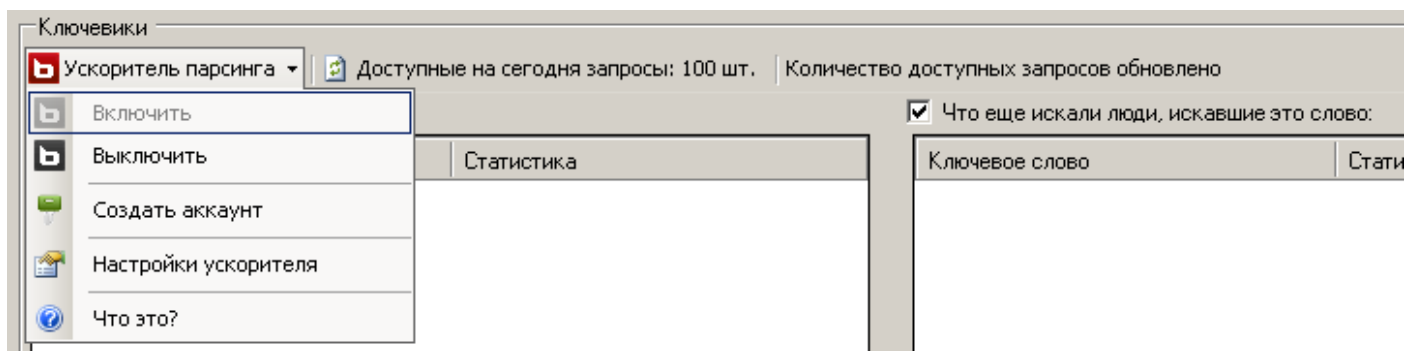 Ключевики
Ускоритель парсинга
Доступные на сегодня запросы: 100 шт.
Количество доступных запросов обновлено
Включить
Что еще искали люди, искавшие это слово:
Выключить
Статистика
Ключевое слово
Стати
Создать аккаунт
Настройки ускорителя
Что это?